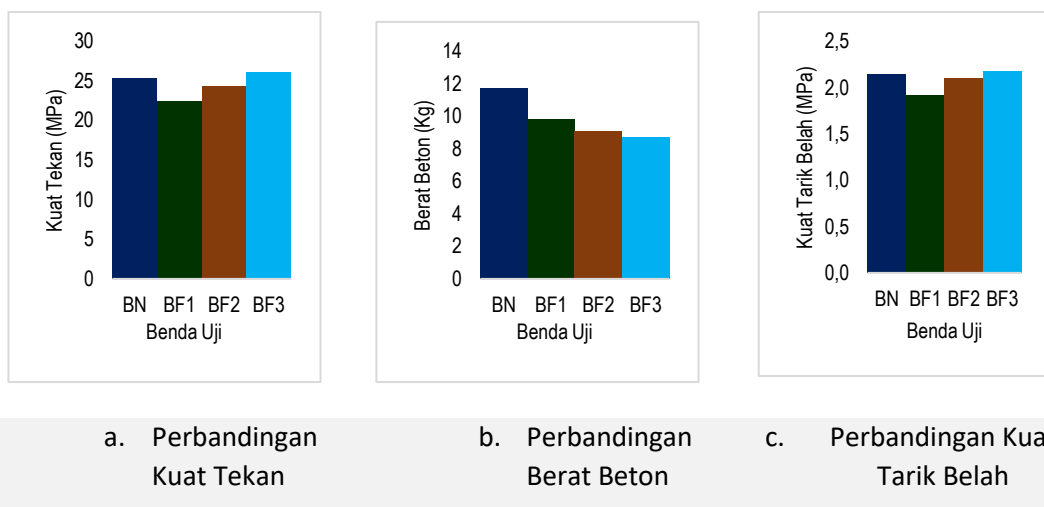 30
25
20
15
10
5
0
Kuat Tekan (MPa)
BN BF1 BF2 BF3
Benda Uji
14
12
10
8
6
4
2
0
Berat Beton (Kg)
BN BF1 BF2 BF3
Benda Uji
2,5
2,0
1,5
1,0
0,5
0,0
Kuat Tarik Belah (MPa)
BN BF1 BF2 BF3
Benda Uji
a. Perbandingan
Kuat Tekan
b. Perbandingan
Berat Beton
c. Perbandingan Kua
Tarik Belah